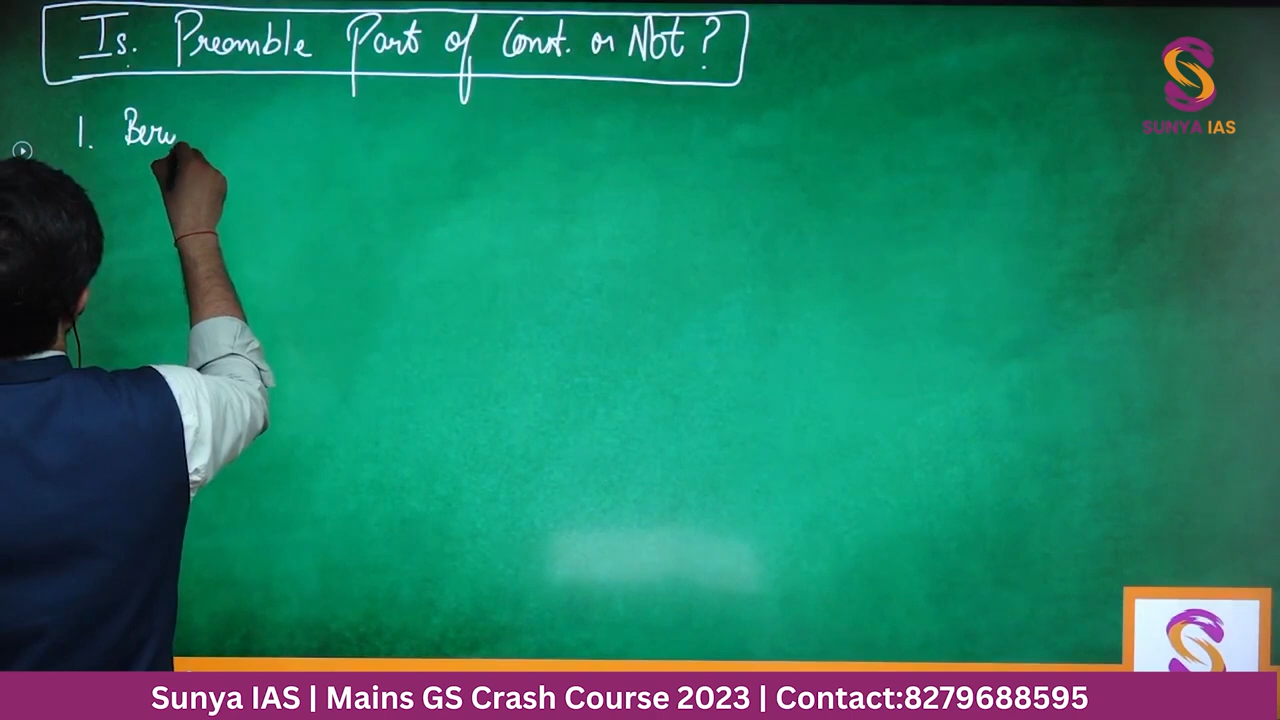 Is. Preamble Part of Const. or Not?
SUNYA IAS
1. Beru
Sunya IAS | Mains GS Crash Course 2023 | Contact:8279688595